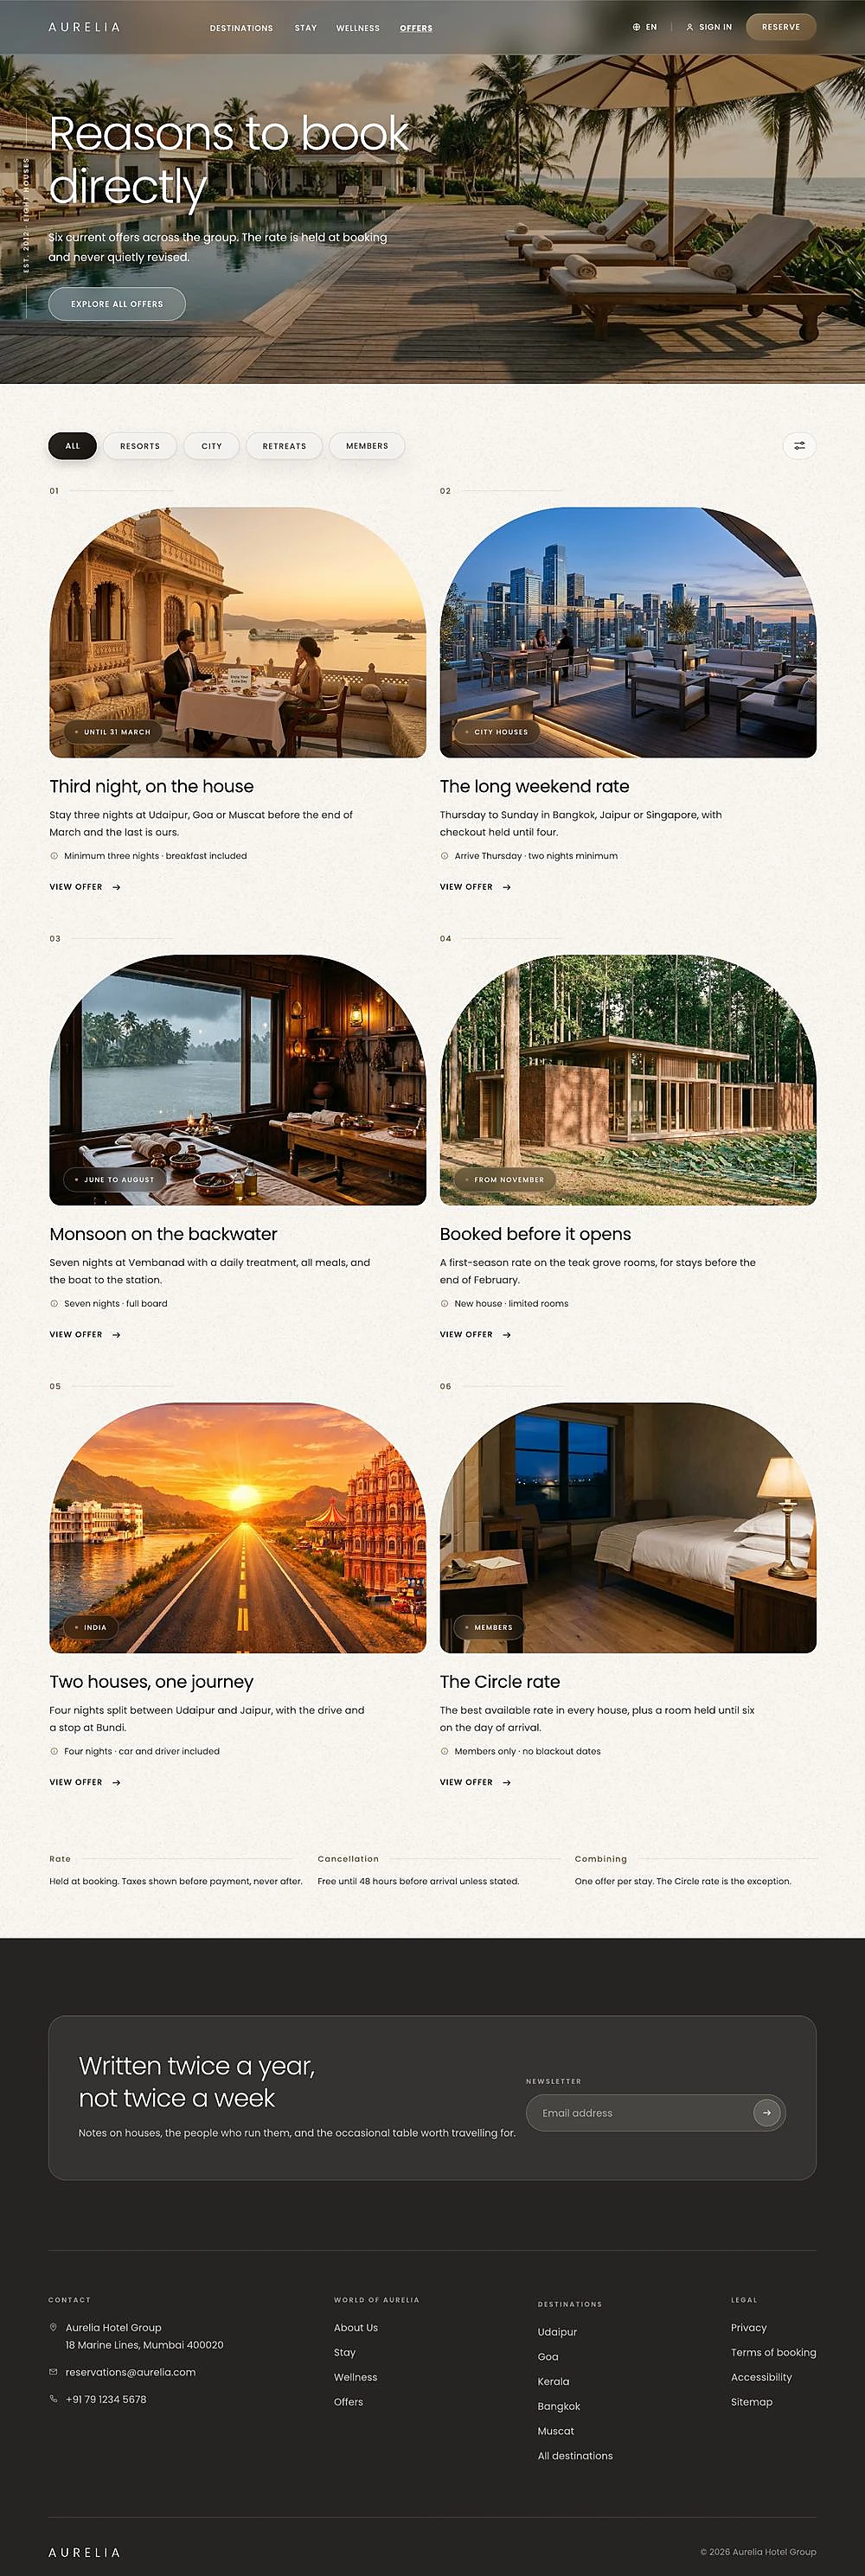 AURELIA
DESTINATIONS
STAY
WELLNESS
OFFERS
EN
SIGN IN
RESERVE
EST. 2012 · EIGHT HOUSES
Reasons to book
directly
Six current offers across the group. The rate is held at booking
and never quietly revised.
EXPLORE ALL OFFERS
ALL
RESORTS
CITY
RETREATS
MEMBERS
01
UNTIL 31 MARCH
Third night, on the house
Stay three nights at Udaipur, Goa or Muscat before the end of
March and the last is ours.
Minimum three nights · breakfast included
VIEW OFFER
02
CITY HOUSES
The long weekend rate
Thursday to Sunday in Bangkok, Jaipur or Singapore, with
checkout held until four.
Arrive Thursday · two nights minimum
VIEW OFFER
03
JUNE TO AUGUST
Monsoon on the backwater
Seven nights at Vembanad with a daily treatment, all meals, and
the boat to the station.
Seven nights · full board
VIEW OFFER
04
FROM NOVEMBER
Booked before it opens
A first-season rate on the teak grove rooms, for stays before the
end of February.
New house · limited rooms
VIEW OFFER
05
INDIA
Two houses, one journey
Four nights split between Udaipur and Jaipur, with the drive and
a stop at Bundi.
Four nights · car and driver included
VIEW OFFER
06
MEMBERS
The Circle rate
The best available rate in every house, plus a room held until six
on the day of arrival.
Members only · no blackout dates
VIEW OFFER
Rate
Held at booking. Taxes shown before payment, never after.
Cancellation
Free until 48 hours before arrival unless stated.
Combining
One offer per stay. The Circle rate is the exception.
Written twice a year,
not twice a week
Notes on houses, the people who run them, and the occasional table worth travelling for.
NEWSLETTER
Email address
CONTACT
Aurelia Hotel Group
18 Marine Lines, Mumbai 400020
reservations@aurelia.com
+91 79 1234 5678
WORLD OF AURELIA
About Us
Stay
Wellness
Offers
DESTINATIONS
Udaipur
Goa
Kerala
Bangkok
Muscat
All destinations
LEGAL
Privacy
Terms of booking
Accessibility
Sitemap
AURELIA
© 2026 Aurelia Hotel Group